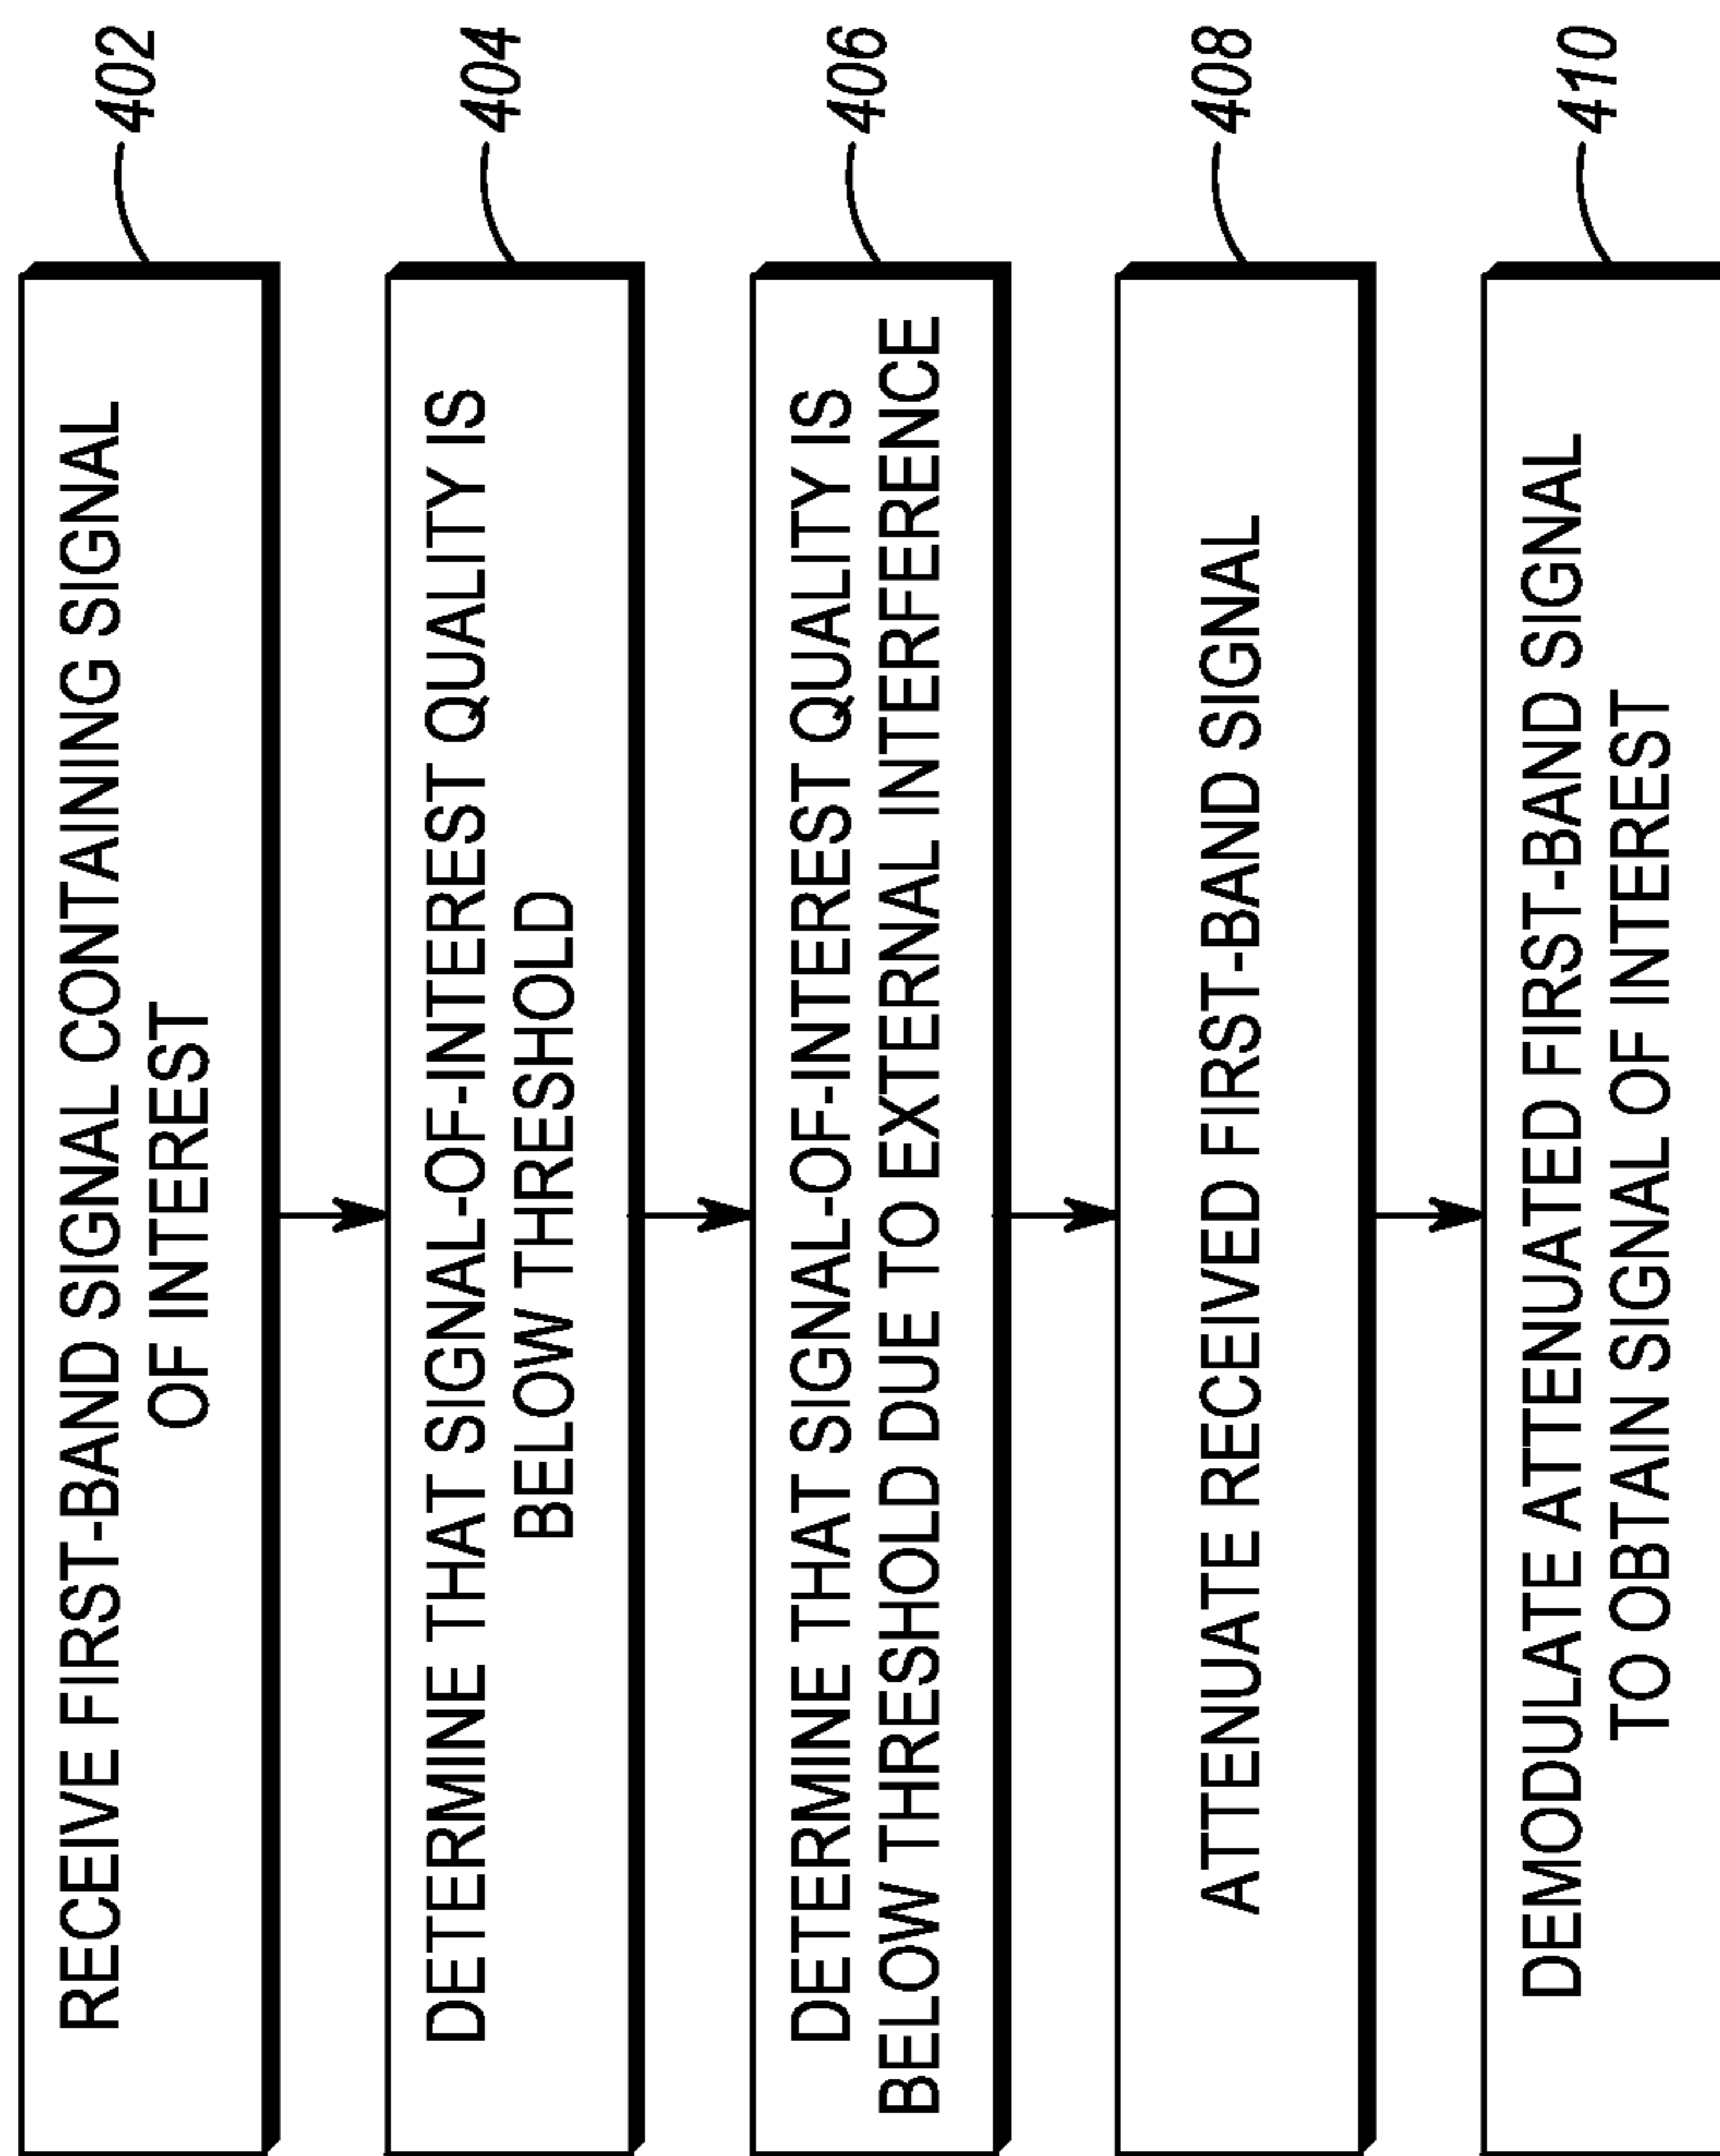 RECEIVE FIRST-BAND SIGNAL CONTAINING SIGNAL
OF INTEREST
402
DETERMINE THAT SIGNAL-OF-INTEREST QUALITY IS
BELOW THRESHOLD
404
DETERMINE THAT SIGNAL-OF-INTEREST QUALITY IS
BELOW THRESHOLD DUE TO EXTERNAL INTERFERENCE
406
ATTENUATE RECEIVED FIRST-BAND SIGNAL
408
DEMODULATE ATTENUATED FIRST-BAND SIGNAL
TO OBTAIN SIGNAL OF INTEREST
410